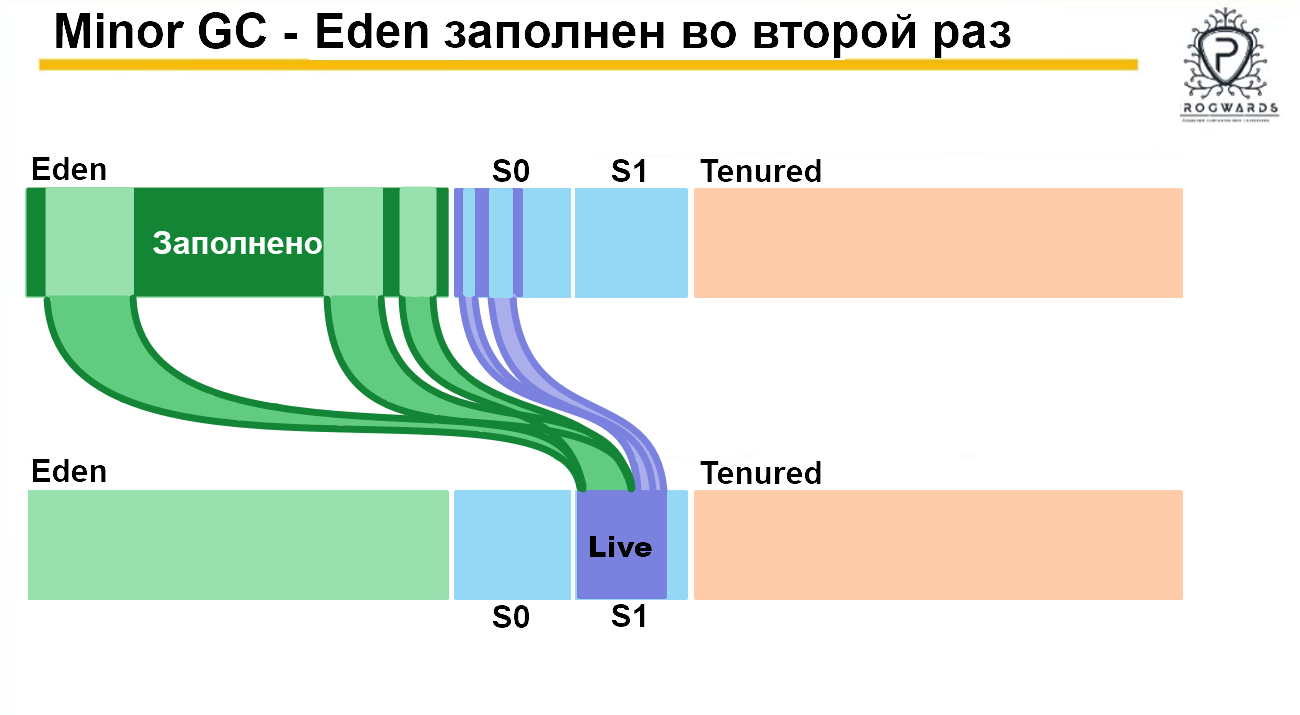 Minor GC - Eden заполнен во второй раз
P
ROGWARDS
Eden
S0
S1
Tenured
Заполнено
Eden
Tenured
Live
S0
S1